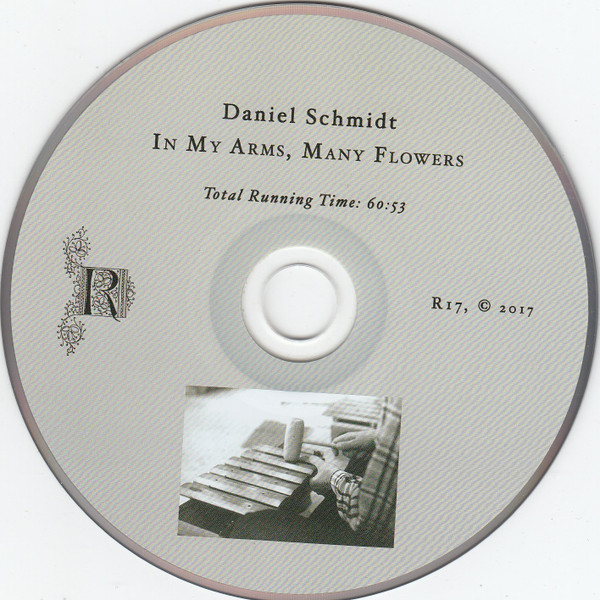 Daniel Schmidt
In My Arms, Many Flowers
Total Running Time: 60:53
R
R17, © 2017